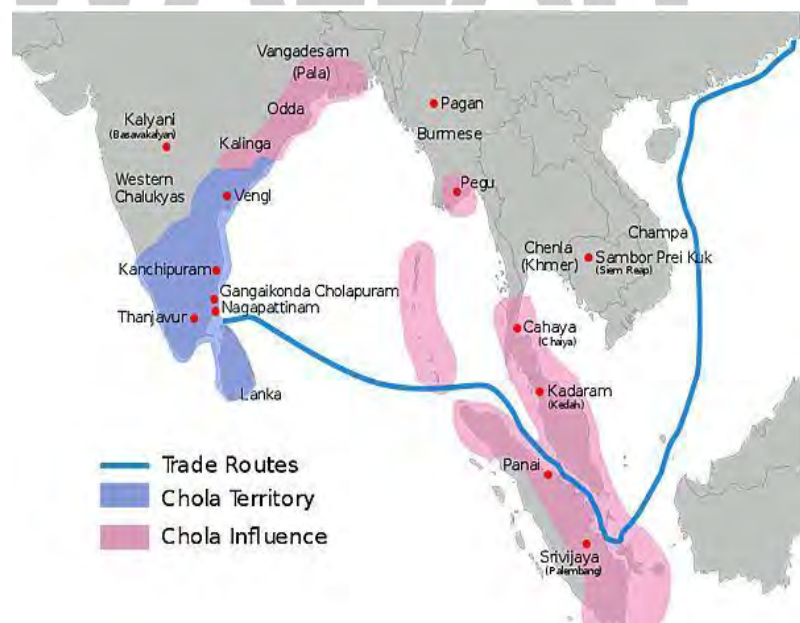 Vangadesam
(Pala)
Odda
Kalinga
Kalyani
(Basavakalyan)
Western
Chalukyas
Vengl
Kanchipuram
Gangaikonda Cholapuram
Nagapattinam
Thanjavur
Lanka
Pagan
Burmese
Pegu
Champa
Chenla
(Khmer)
Sambor Prei Kuk
(Siem Reap)
Cahaya
(Chaiya)
Kadaram
(Kedah)
Panai
Srivijaya
(Palembang)
Trade Routes
Chola Territory
Chola Influence